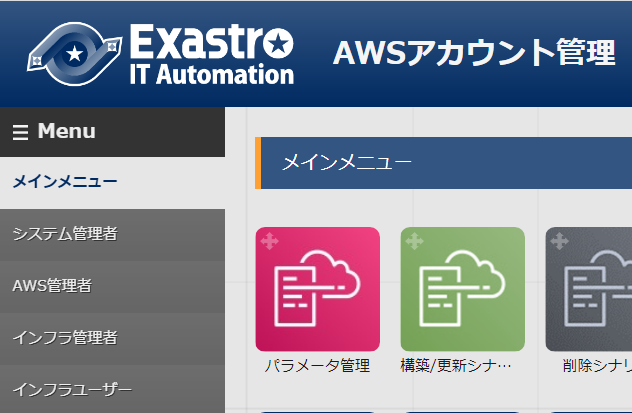 Exastro
IT Automation
AWSアカウント管理
Menu
メインメニュー
メインメニュー
システム管理者
AWS管理者
インフラ管理者
インフラユーザー
パラメータ管理
構築/更新シナ…
削除シナリ